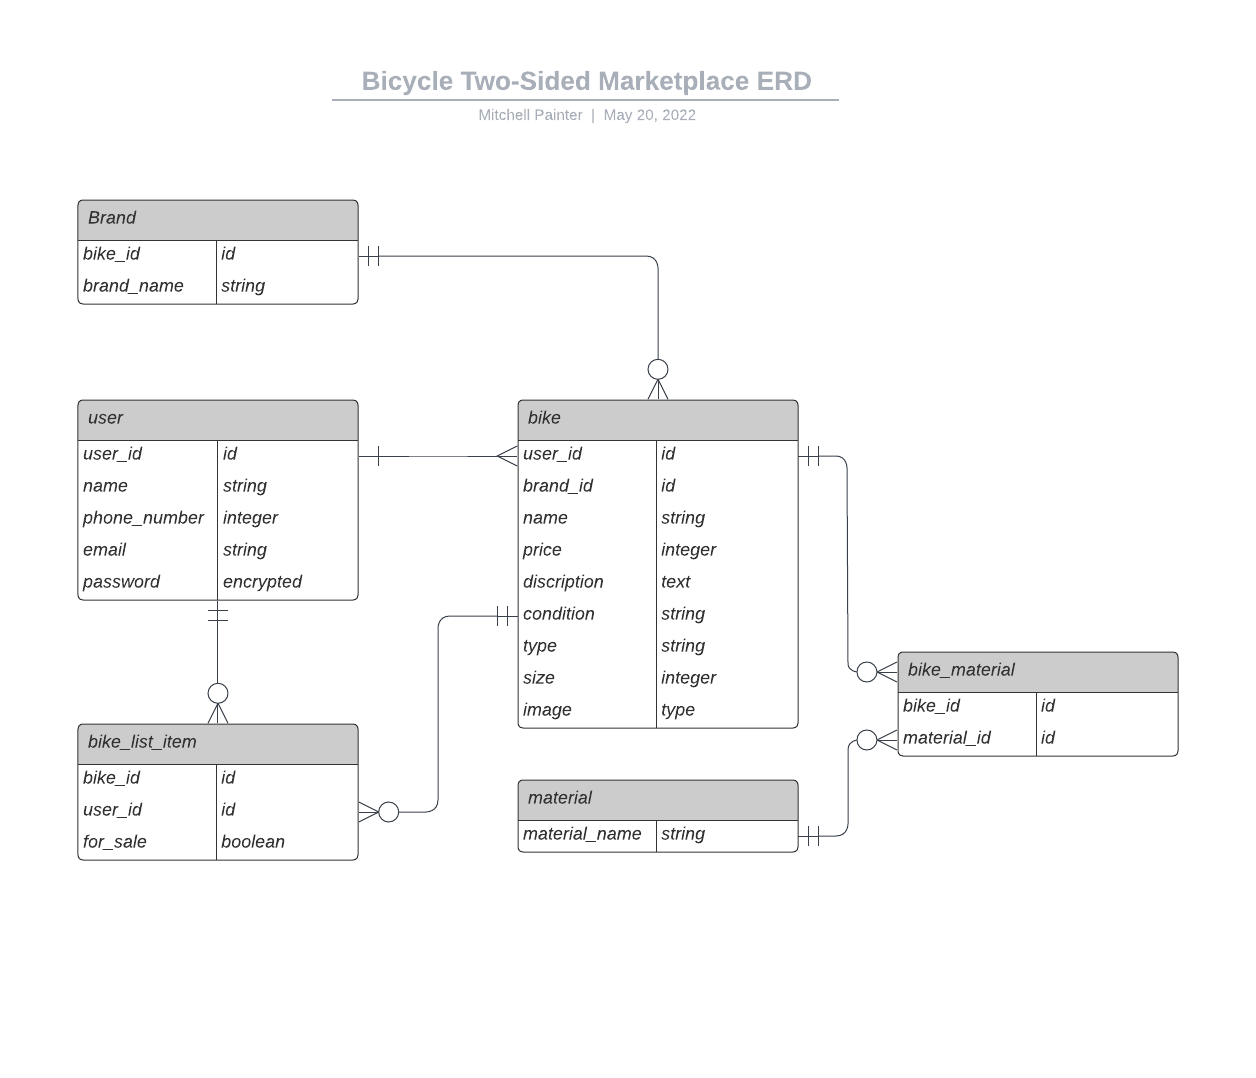 Bicycle Two-Sided Marketplace ERD
Mitchell Painter | May 20, 2022
Brand
bike_id id
brand_name string
user
user_id id
name string
phone_number integer
email string
password encrypted
bike
user_id id
brand_id id
name string
price integer
discription text
condition string
type string
size integer
image type
bike_material
bike_id id
material_id id
bike_list_item
bike_id id
user_id id
for_sale boolean
material
material_name string